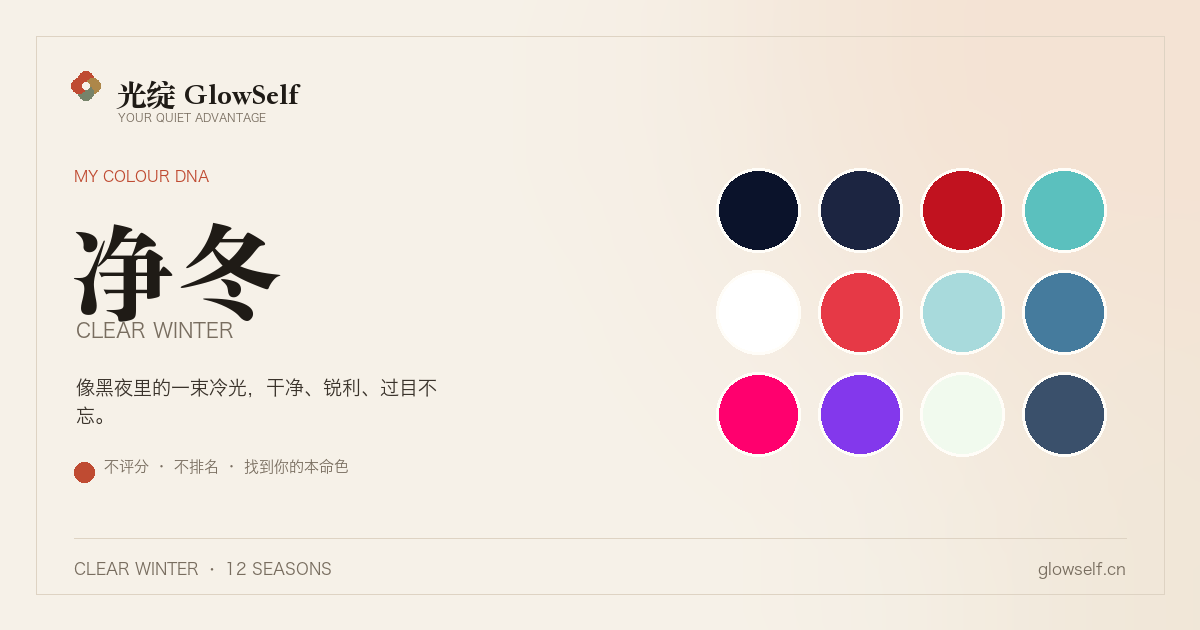 光绽 GlowSelf
YOUR QUIET ADVANTAGE
MY COLOUR DNA
净冬
CLEAR WINTER
像黑夜里的一束冷光，干净、锐利、过目不
忘。
不评分 · 不排名 · 找到你的本命色
CLEAR WINTER · 12 SEASONS
glowself.cn